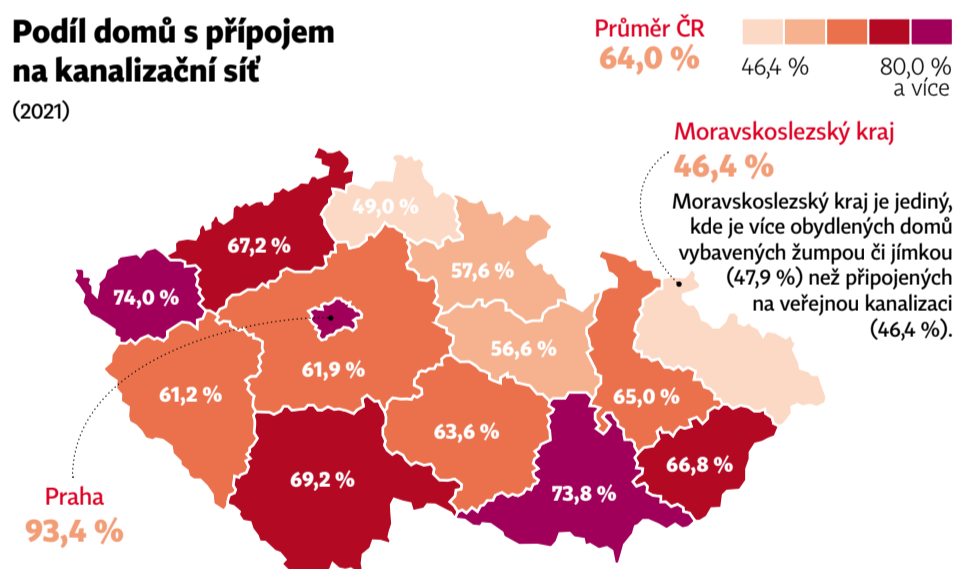 Podíl domů s přípojem
na kanalizační síť
(2021)
Průměr ČR
64,0 %
46,4 %
80,0 %
a více
Moravskoslezský kraj
46,4 %
Moravskoslezský kraj je jediný,
kde je více obydlených domů
vybavených žumpou či jímkou
(47,9 %) než připojených
na veřejnou kanalizaci
(46,4 %).
49,0 %
67,2 %
57,6 %
74,0 %
56,6 %
61,9 %
61,2 %
65,0 %
63,6 %
66,8 %
69,2 %
73,8 %
Praha
93,4 %